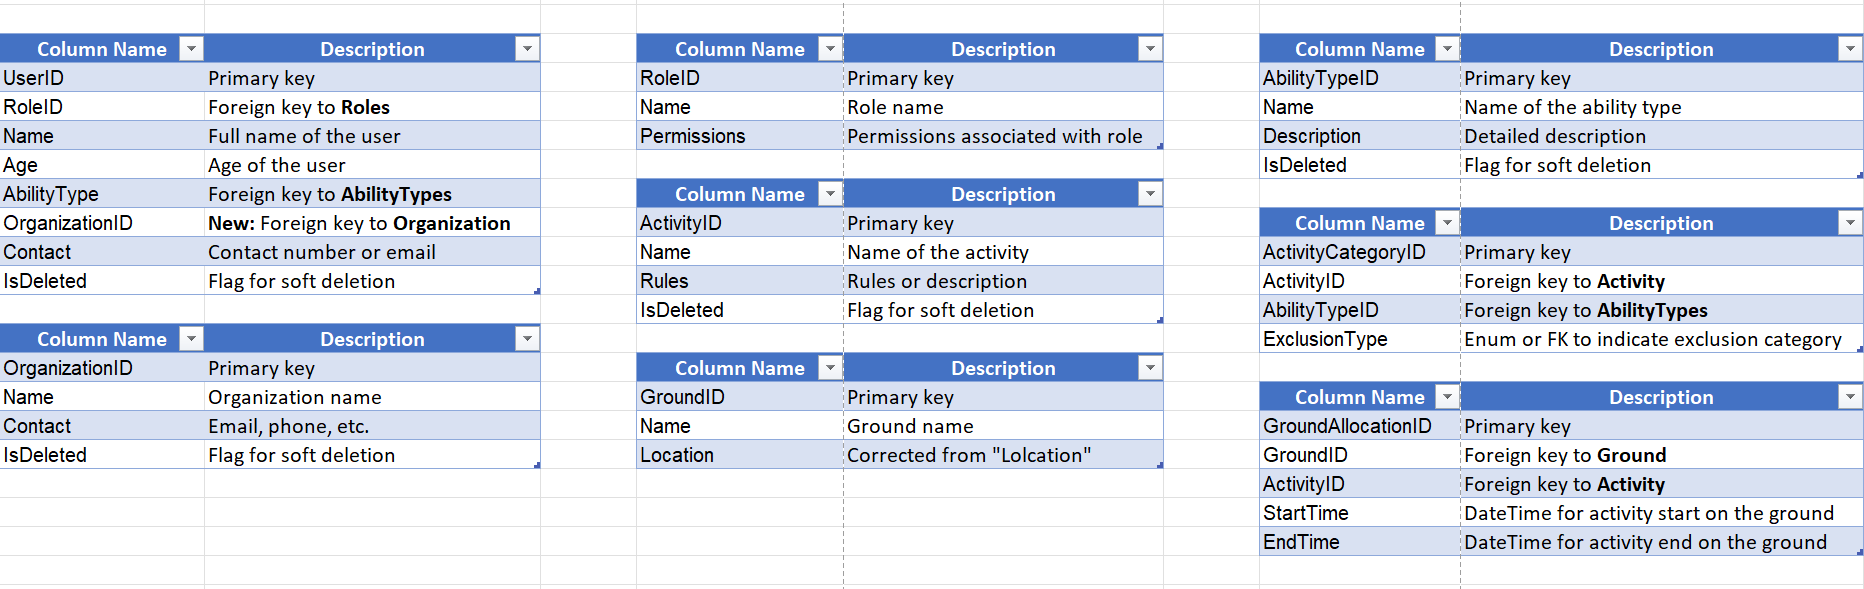 Column Name Description
UserID Primary key
RoleID Foreign key to Roles
Name Full name of the user
Age Age of the user
AbilityType Foreign key to AbilityTypes
OrganizationID New: Foreign key to Organization
Contact Contact number or email
IsDeleted Flag for soft deletion
Column Name Description
OrganizationID Primary key
Name Organization name
Contact Email, phone, etc.
IsDeleted Flag for soft deletion
Column Name Description
RoleID Primary key
Name Role name
Permissions Permissions associated with role
Column Name Description
ActivityID Primary key
Name Name of the activity
Rules Rules or description
IsDeleted Flag for soft deletion
Column Name Description
GroundID Primary key
Name Ground name
Location Corrected from "Lolcation"
Column Name Description
AbilityTypeID Primary key
Name Name of the ability type
Description Detailed description
IsDeleted Flag for soft deletion
Column Name Description
ActivityCategoryID Primary key
ActivityID Foreign key to Activity
AbilityTypeID Foreign key to AbilityTypes
ExclusionType Enum or FK to indicate exclusion category
Column Name Description
GroundAllocationID Primary key
GroundID Foreign key to Ground
ActivityID Foreign key to Activity
StartTime DateTime for activity start on the ground
EndTime DateTime for activity end on the ground